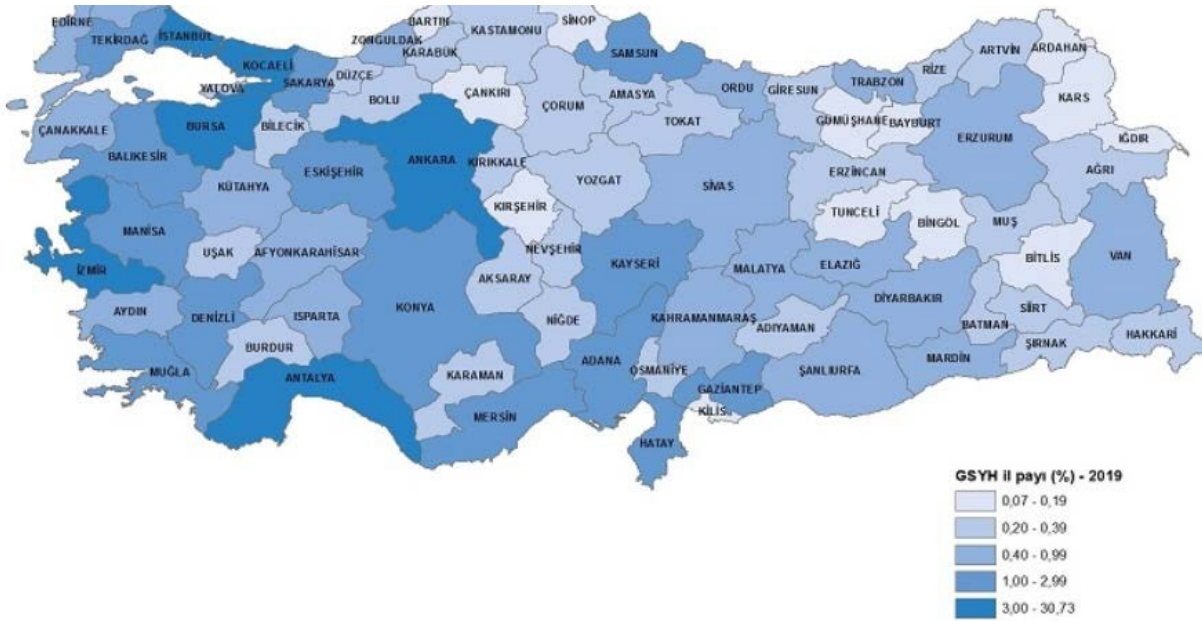 EDİRNE
TEKİRDAĞ
İSTANBUL
KOCAELİ
YALOVA
SAKARYA
DÜZCE
ZONGULDAK
BARTIN
KARABÜK
KASTAMONU
SİNOP
SAMSUN
BOLU
ÇANKIRI
ÇORUM
AMASYA
TOKAT
ORDU
GİRESUN
TRABZON
RİZE
ARTVİN
ARDAHAN
KARS
GÜMÜŞHANE
BAYBURT
ERZURUM
IĞDIR
AĞRI
ÇANAKKALE
BALIKESİR
BURSA
BİLECİK
ESKİŞEHİR
ANKARA
KIRIKKALE
YOZGAT
SİVAS
ERZİNCAN
TUNCELİ
BİNGÖL
MUŞ
BİTLİS
VAN
KÜTAHYA
MANİSA
UŞAK
AFYONKARAHİSAR
KIRŞEHİR
NEVŞEHİR
KAYSERİ
MALATYA
ELAZIĞ
DİYARBAKIR
BATMAN
SİİRT
ŞIRNAK
HAKKARİ
İZMİR
AYDIN
DENİZLİ
ISPARTA
BURDUR
KONYA
AKSARAY
NİĞDE
KAHRAMANMARAŞ
ADIYAMAN
ŞANLIURFA
MARDİN
MUĞLA
ANTALYA
KARAMAN
MERSİN
ADANA
OSMANİYE
GAZİANTEP
KİLİS
HATAY
GSYH il payı (%) - 2019
0,07 - 0,19
0,20 - 0,39
0,40 - 0,99
1,00 - 2,99
3,00 - 30,73